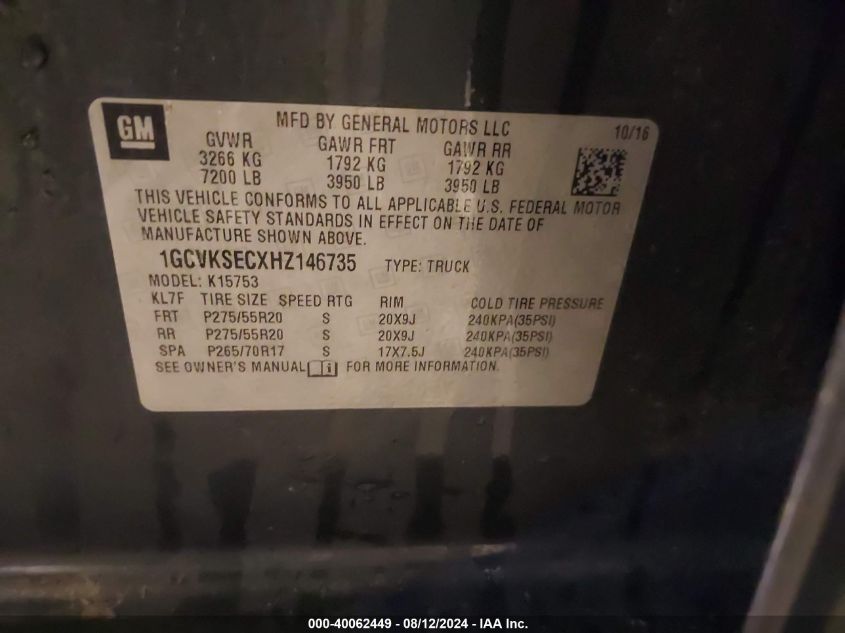 GM
MFD BY GENERAL MOTORS LLC
10/16
GVWR GAWR FRT GAWR RR
3266 KG 1792 KG 1792 KG
7200 LB 3950 LB 3950 LB
THIS VEHICLE CONFORMS TO ALL APPLICABLE U.S. FEDERAL MOTOR
VEHICLE SAFETY STANDARDS IN EFFECT ON THE DATE OF
MANUFACTURE SHOWN ABOVE.
1GCVKSECXHZ146735 TYPE: TRUCK
MODEL: K15753
KL7F TIRE SIZE SPEED RTG RIM COLD TIRE PRESSURE
FRT P275/55R20 S 20X9J 240KPA(35PSI)
RR P275/55R20 S 20X9J 240KPA(35PSI)
SPA P265/70R17 S 17X7.5J 240KPA(35PSI)
SEE OWNER'S MANUAL i FOR MORE INFORMATION.
000-40062449 - 08/12/2024 - IAA Inc.